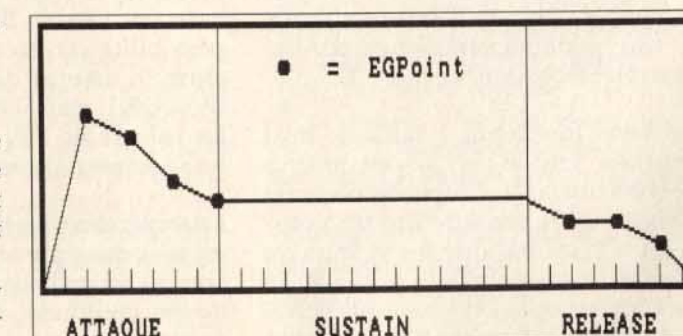 ■ = EGPoint
ATTAQUE SUSTAIN RELEASE